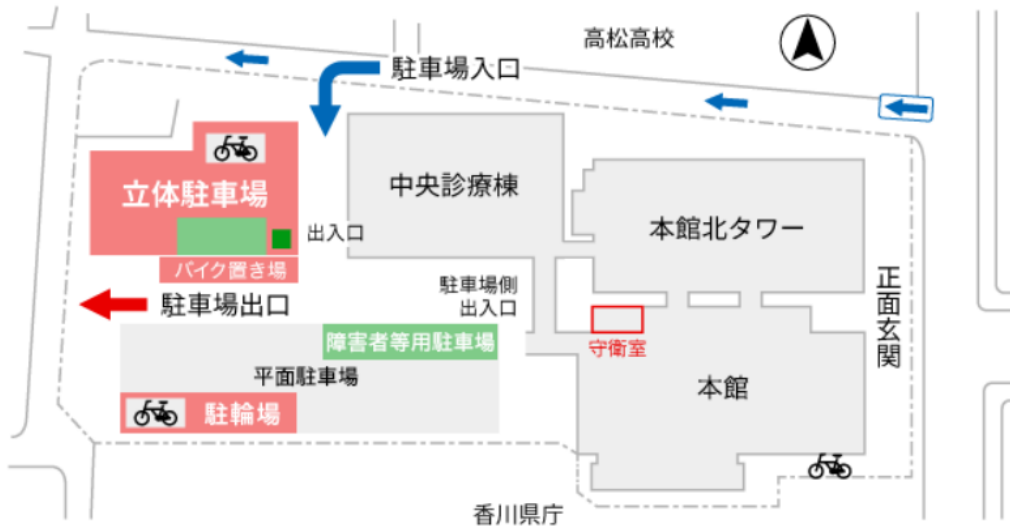 高松高校
駐車場入口
中央診療棟
立体駐車場
本館北タワー
出入口
バイク置き場
駐車場側
出入口
正面玄関
駐車場出口
障害者等用駐車場
守衛室
平面駐車場
本館
駐輪場
香川県庁